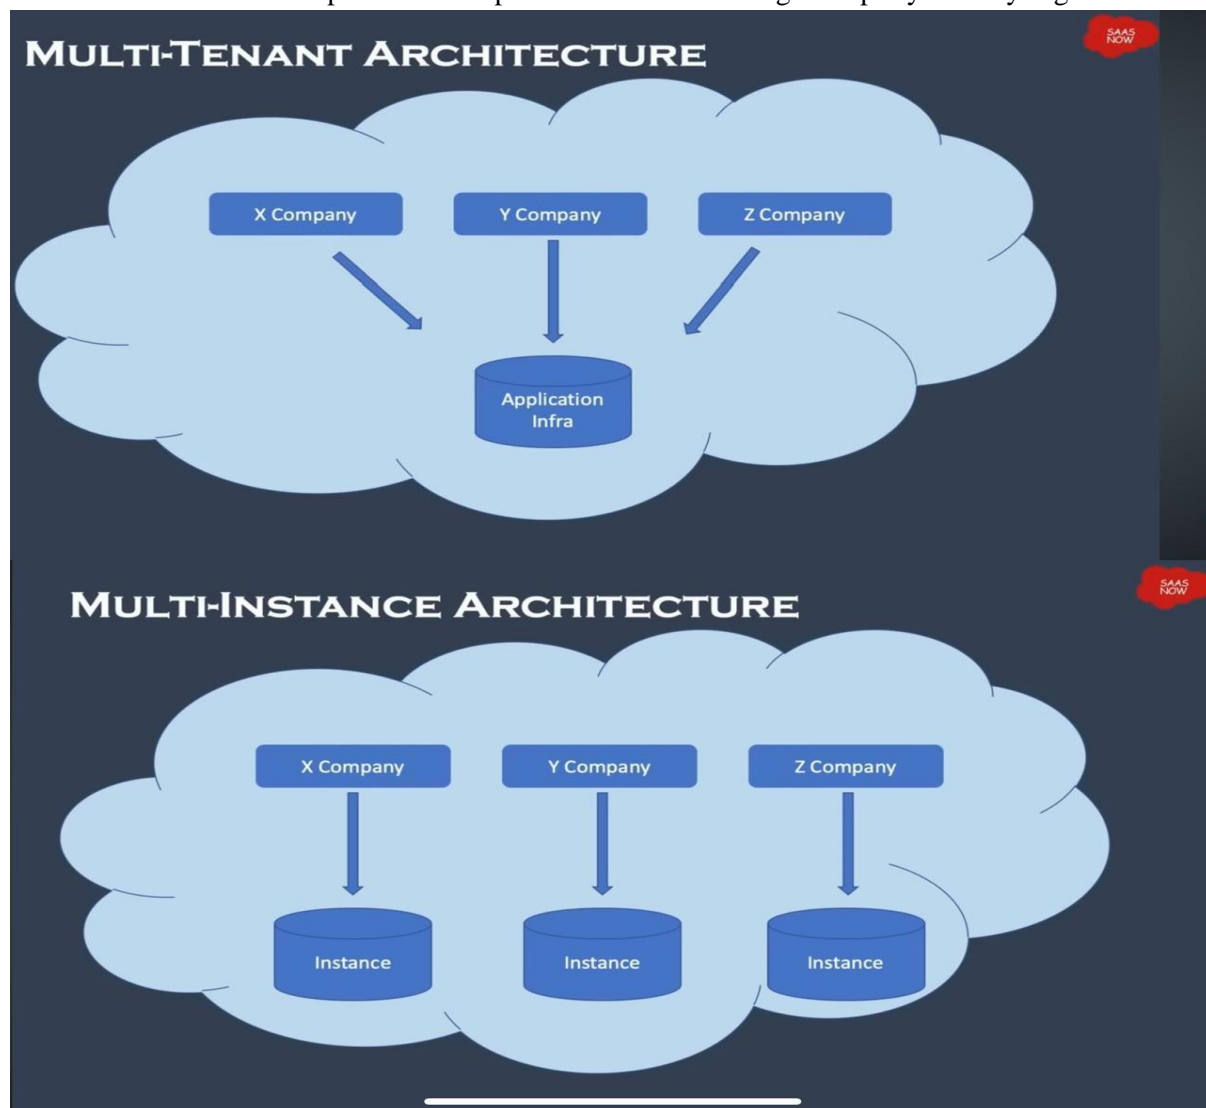 MULTI-TENANT ARCHITECTURE
SAAS
NOW
X Company
Y Company
Z Company
Application
Infra
MULTI-INSTANCE ARCHITECTURE
SAAS
NOW
X Company
Y Company
Z Company
Instance
Instance
Instance